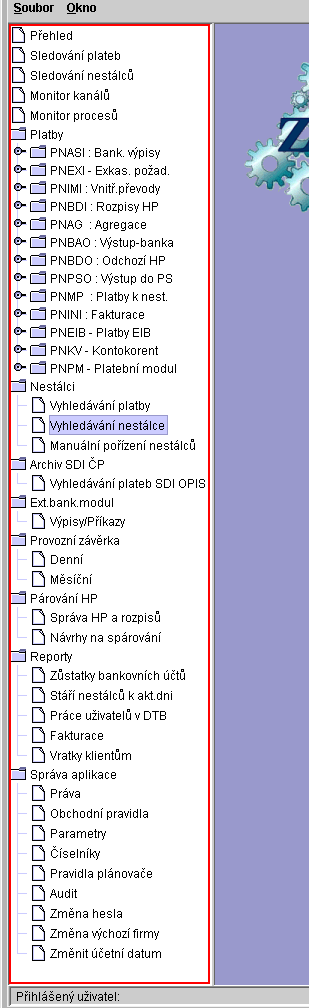 Soubor Okno
Přehled
Sledování plateb
Sledování nestálců
Monitor kanálů
Monitor procesů
Platby
PNASI : Bank. výpisy
PNEXI - Exkas. požad.
PNIMI : Vnitř.převody
PNBDI : Rozpisy HP
PNAG : Agregace
PNBAO : Výstup-banka
PNBDO : Odchozí HP
PNPSO : Výstup do PS
PNMP : Platby k nest.
PNINI : Fakturace
PNEIB - Platby EIB
PNKV - Kontokorent
PNPM - Platební modul
Nestálci
Vyhledávání platby
Vyhledávání nestálce
Manuální pořízení nestálců
Archiv SDI ČP
Vyhledávání plateb SDI OPIS
Ext.bank.modul
Výpisy/Příkazy
Provozní závěrka
Denní
Měsíční
Párování HP
Správa HP a rozpisů
Návrhy na spárování
Reporty
Zůstatky bankovních účtů
Stáří nestálců k akt.dni
Práce uživatelů v DTB
Fakturace
Vratky klientům
Správa aplikace
Práva
Obchodní pravidla
Parametry
Číselníky
Pravidla plánovače
Audit
Změna hesla
Změna výchozí firmy
Změnit účetní datum
Přihlášený uživatel: